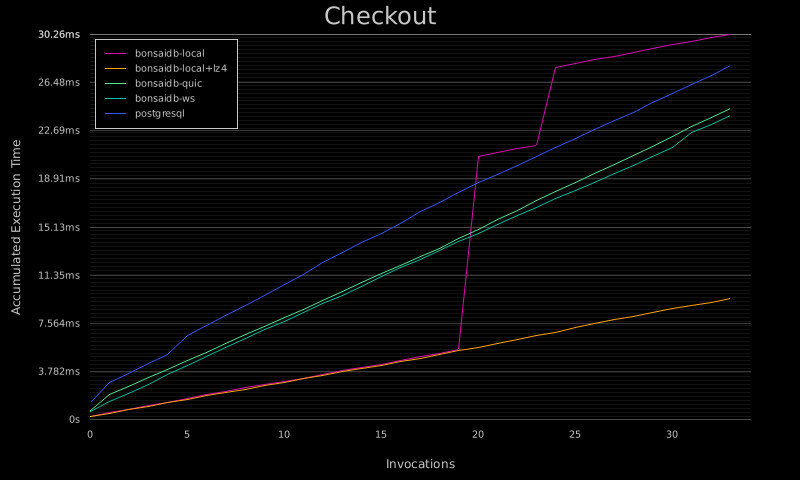 Checkout
30.26ms
26.48ms
22.69ms
18.91ms
15.13ms
11.35ms
7.564ms
3.782ms
0s
Accumulated Execution Time
bonsaidb-local
bonsaidb-local+lz4
bonsaidb-quic
bonsaidb-ws
postgresql
0 5 10 15 20 25 30
Invocations